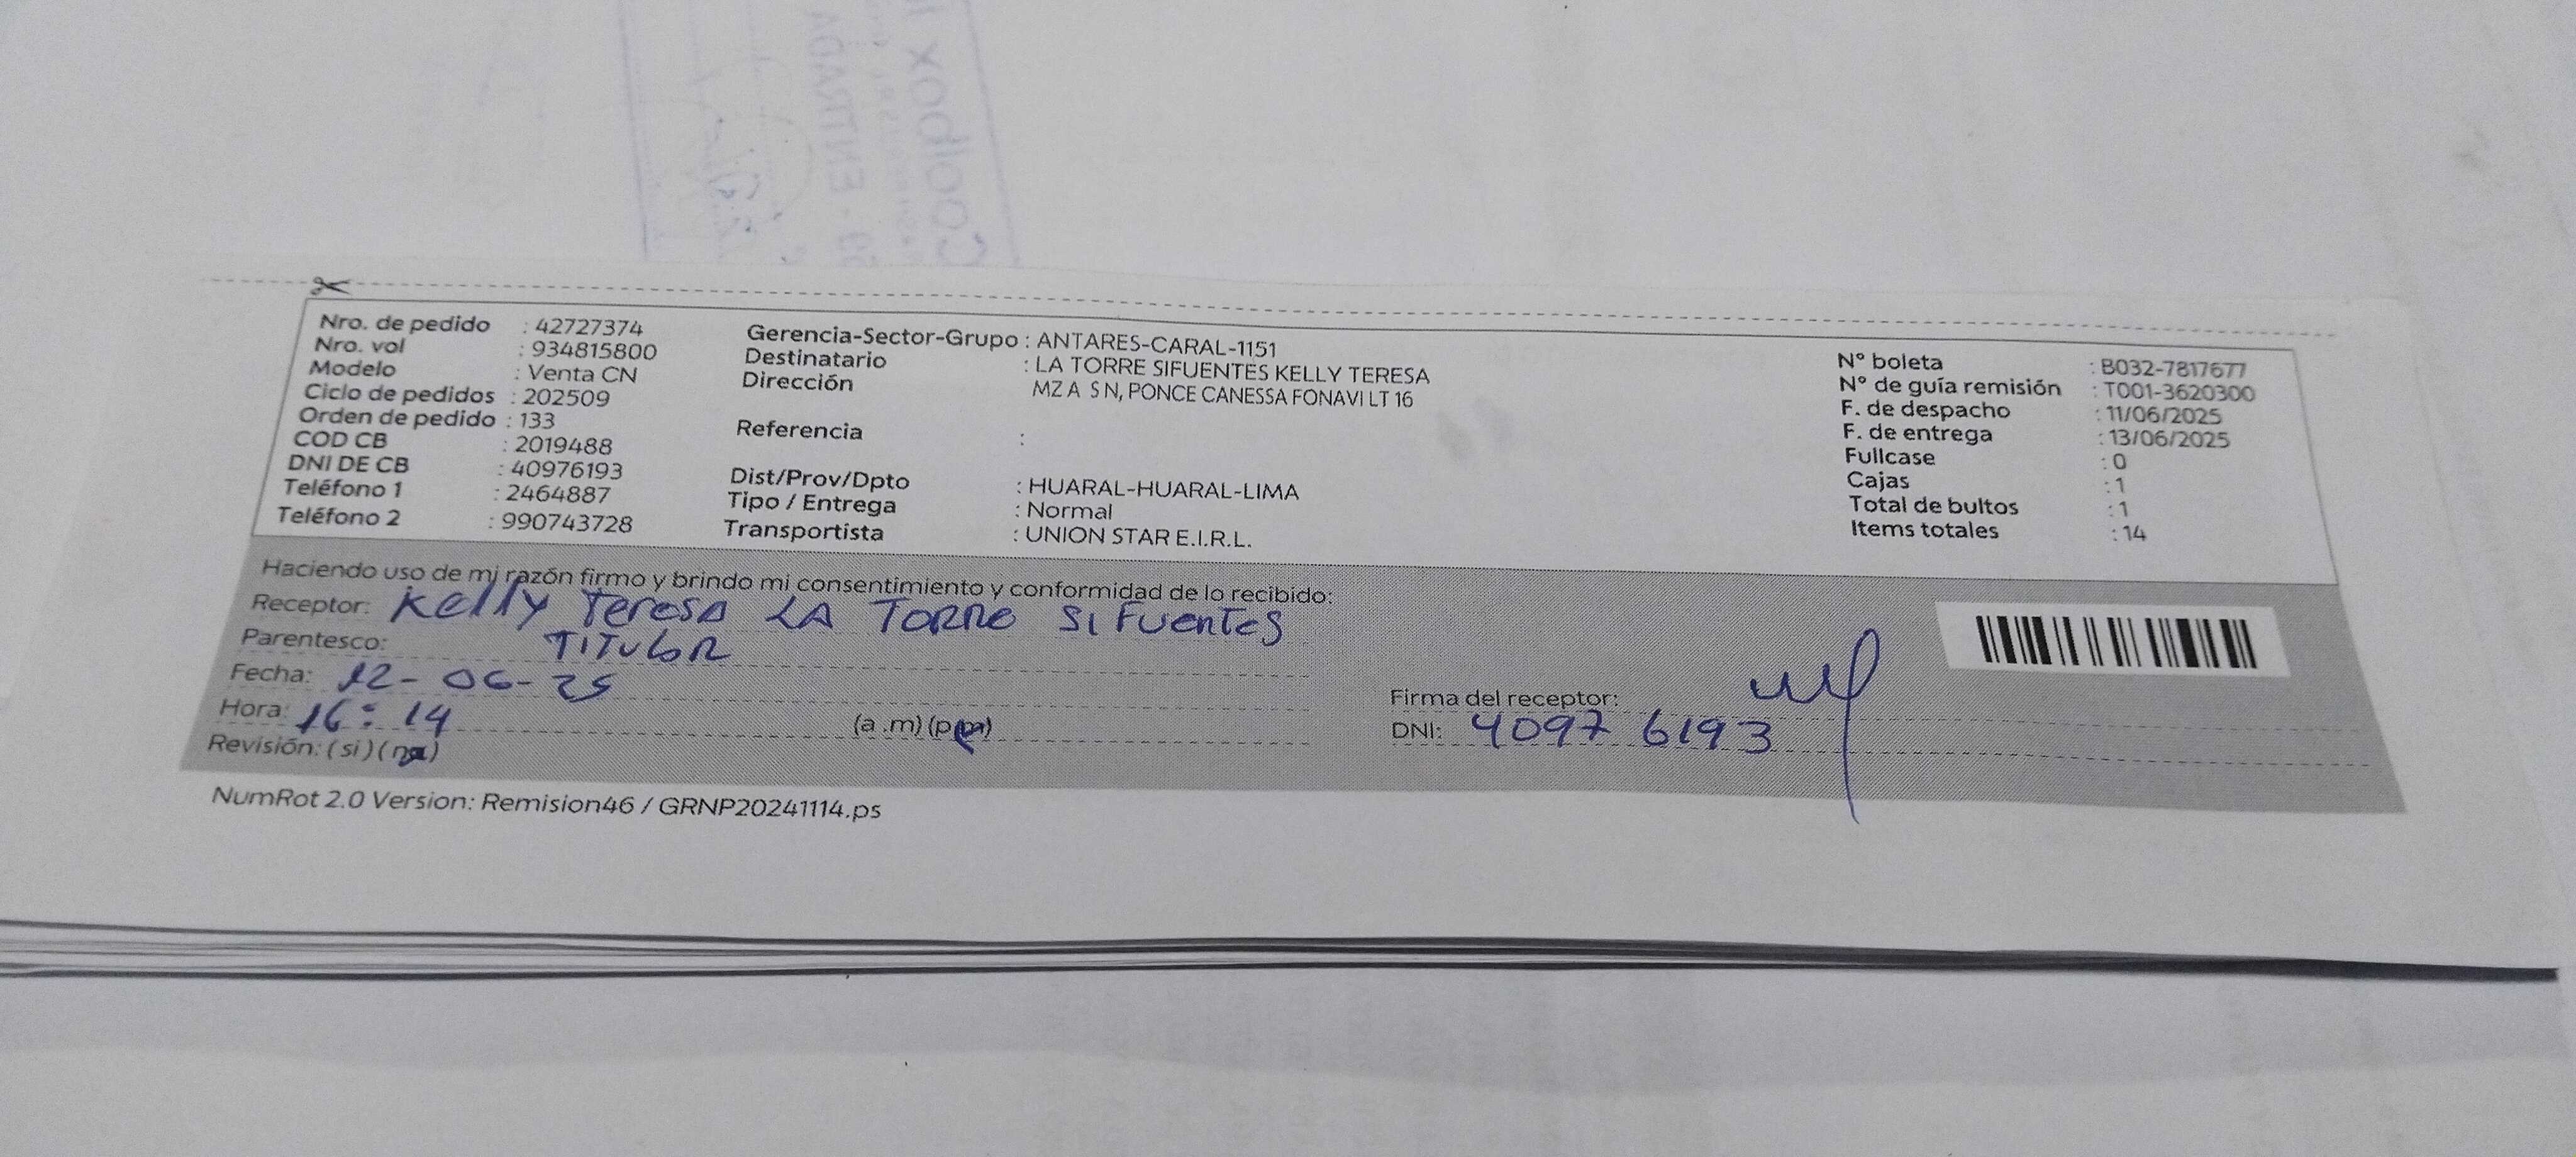 Nro. de pedido : 42727374
Nro. vol : 934815800
Modelo : Venta CN
Ciclo de pedidos : 202509
Orden de pedido : 133
COD CB : 2019488
DNI DE CB : 40976193
Teléfono 1 : 2464887
Teléfono 2 : 990743728
Gerencia-Sector-Grupo : ANTARES-CARAL-1151
Destinatario : LA TORRE SIFUENTES KELLY TERESA
Dirección MZ A S N, PONCE CANESSA FONAVI LT 16
Referencia :
Dist/Prov/Dpto : HUARAL-HUARAL-LIMA
Tipo / Entrega : Normal
Transportista : UNION STAR E.I.R.L.
N° boleta : B032-7817677
N° de guía remisión : T001-3620300
F. de despacho : 11/06/2025
F. de entrega : 13/06/2025
Fullcase : 0
Cajas : 1
Total de bultos : 1
Items totales : 14
Haciendo uso de mi razón firmo y brindo mi consentimiento y conformidad de lo recibido:
Receptor: Kelly Teresa LA TORRE SIFUENTES
Parentesco: TITULAR
Fecha: 12-06-25
Hora: 16:14 (a .m) (p.m)
Revisión: (si) (no)
Firma del receptor:
DNI: 4097 6193
NumRot 2.0 Version: Remision46 / GRNP20241114.ps